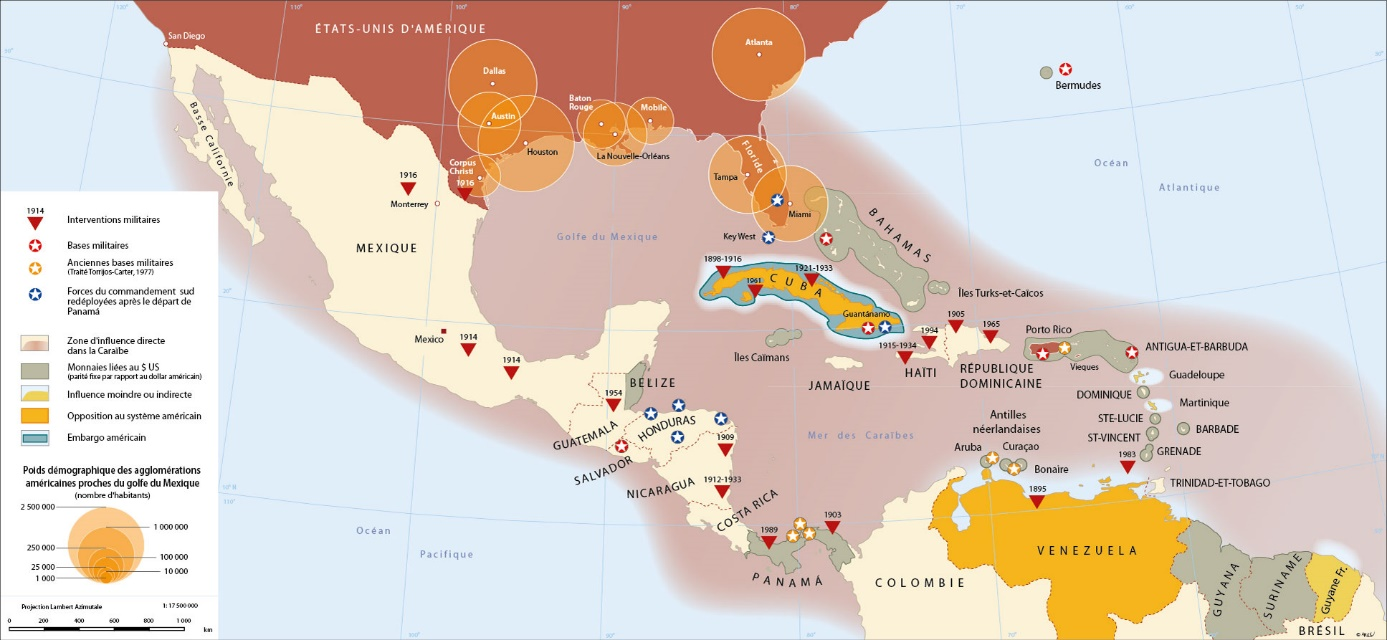 120°
110°
100°
90°
80°
70°
60°
50°
San Diego
ÉTATS-UNIS D'AMÉRIQUE
Atlanta
Dallas
Bermudes
Austin
Baton
Rouge
Mobile
Houston
La Nouvelle-Orléans
Basse Californie
Corpus
Christi
1916
1916
Monterrey
Floride
Tampa
Miami
Océan
Atlantique
MEXIQUE
Golfe du Mexique
Key West
BAHAMAS
1898-1916
1921-1933
1961
CUBA
Guantánamo
Îles Turks-et-Caïcos
Mexico
1914
1914
Îles Caïmans
1915-1934
1994
1905
1965
HAÏTI
JAMAÏQUE
RÉPUBLIQUE
DOMINICAINE
Porto Rico
Vieques
ANTIGUA-ET-BARBUDA
Guadeloupe
DOMINIQUE
Martinique
STE-LUCIE
BARBADE
ST-VINCENT
GRENADE
1983
TRINIDAD-ET-TOBAGO
BELIZE
1954
GUATEMALA
HONDURAS
SALVADOR
1909
NICARAGUA
1912-1933
COSTA RICA
Mer des Caraïbes
Antilles
néerlandaises
Aruba
Curaçao
Bonaire
1895
1989
1903
PANAMÁ
COLOMBIE
VENEZUELA
GUYANA
SURINAME
Guyane Fr.
BRÉSIL
Océan
Pacifique
1914
Interventions militaires
Bases militaires
Anciennes bases militaires
(Traité Torrijos-Carter, 1977)
Forces du commandement sud
redéployées après le départ de
Panamá
Zone d'influence directe
dans la Caraïbe
Monnaies liées au $ US
(parité fixe par rapport au dollar américain)
Influence moindre ou indirecte
Opposition au système américain
Embargo américain
Poids démographique des agglomérations
américaines proches du golfe du Mexique
(nombre d'habitants)
2 500 000
1 000 000
250 000
100 000
25 000
10 000
1 000
Projection Lambert Azimutale
1: 17 500 000
0 200 400 600 800 1 000
km